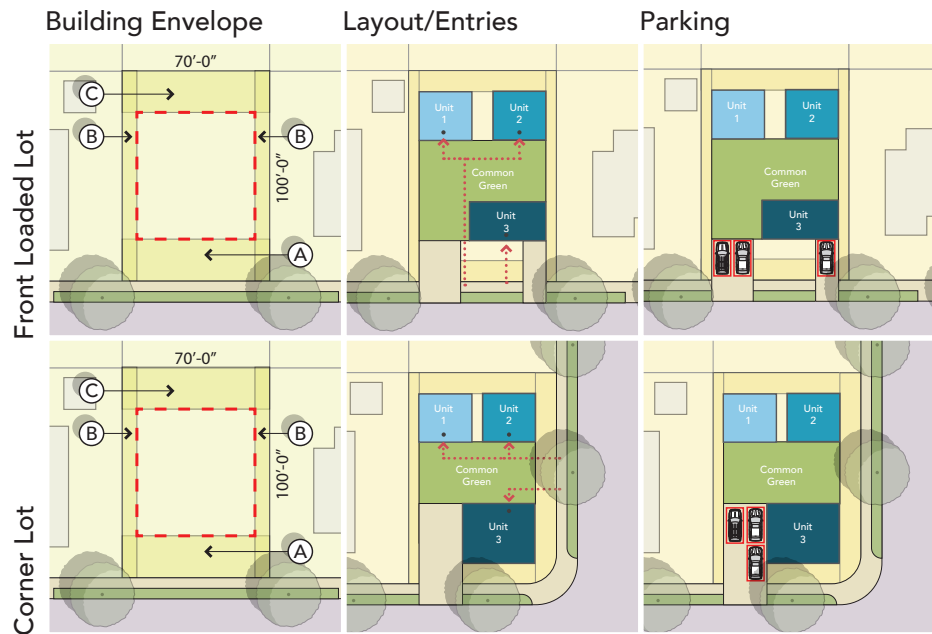 Building Envelope
Layout/Entries
Parking
Front Loaded Lot
70'-0"
C
B
B
100'-0"
A
Unit
1
Unit
2
Common
Green
Unit
3
Unit
1
Unit
2
Common
Green
Unit
3
Corner Lot
70'-0"
C
B
B
100'-0"
A
Unit
1
Unit
2
Common
Green
Unit
3
Unit
1
Unit
2
Common
Green
Unit
3